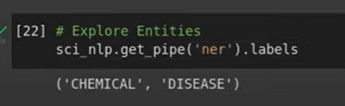 [22] # Explore Entities
sci_nlp.get_pipe('ner').labels
('CHEMICAL', 'DISEASE')